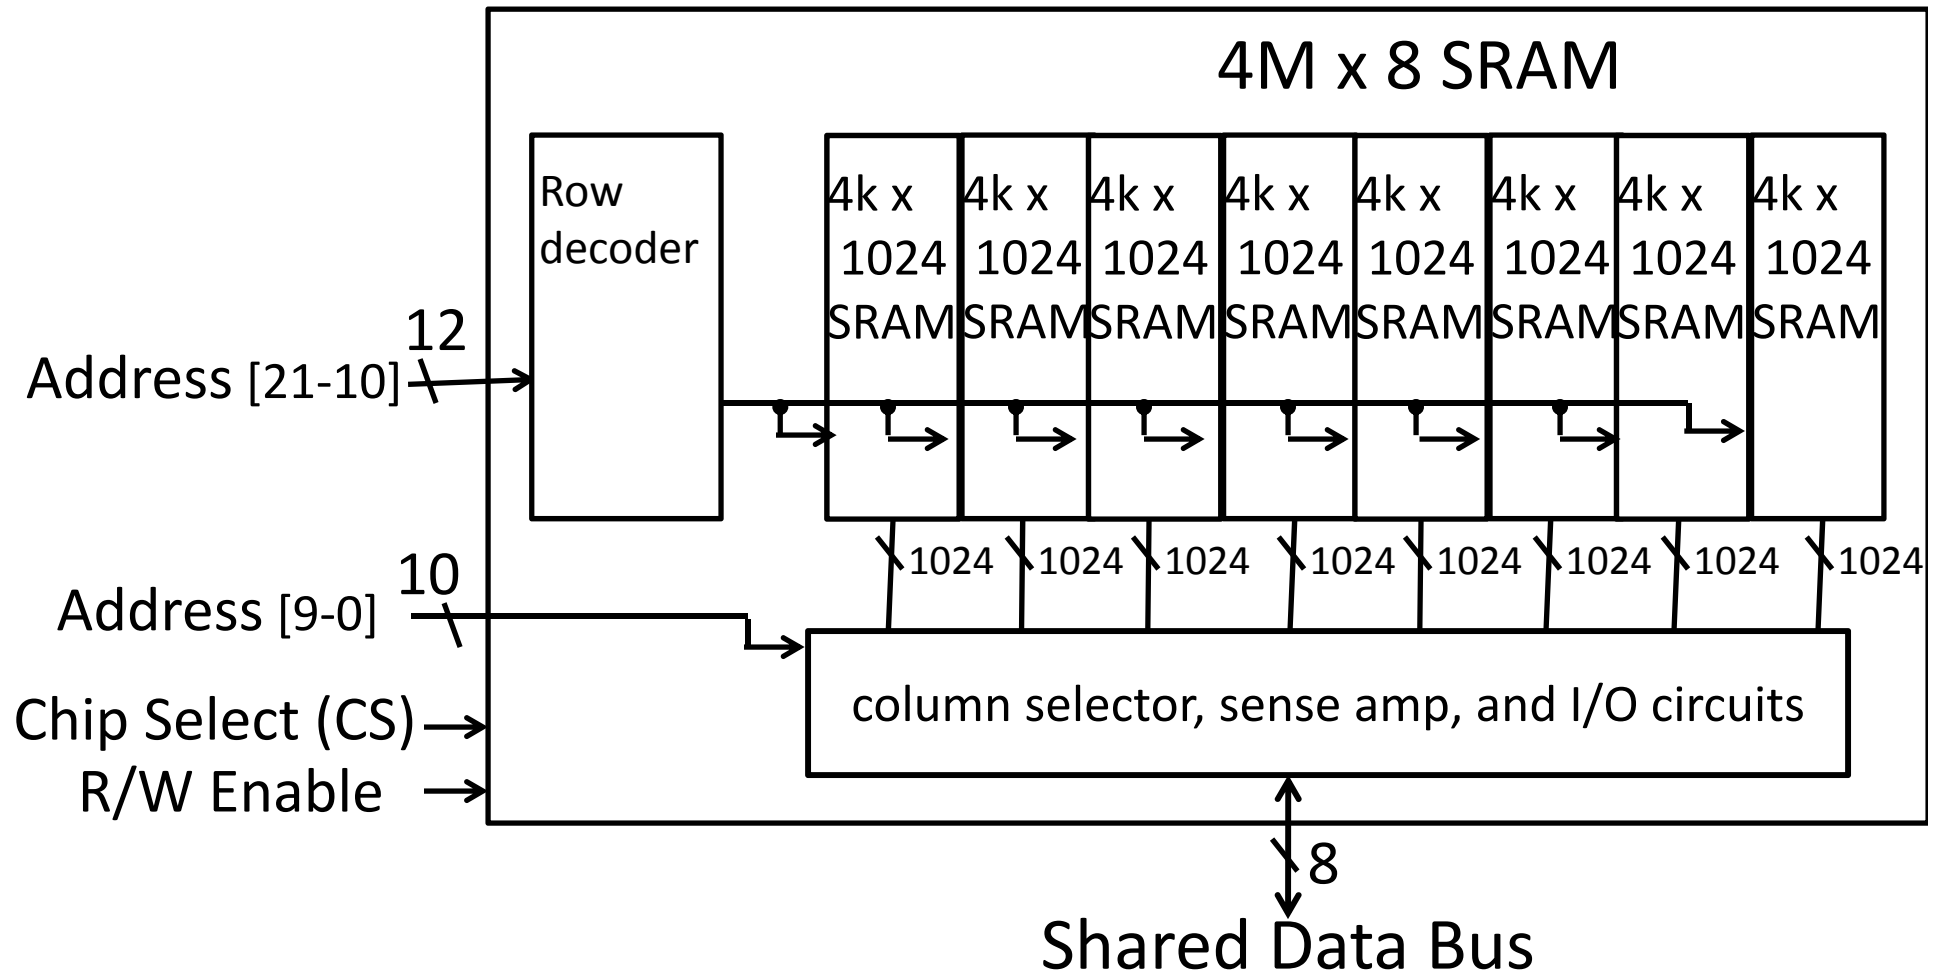 4M x 8 SRAM
Row
decoder
4k x
1024
SRAM
4k x
1024
SRAM
4k x
1024
SRAM
4k x
1024
SRAM
4k x
1024
SRAM
4k x
1024
SRAM
4k x
1024
SRAM
4k x
1024
SRAM
12
Address [21-10]
1024
1024
1024
1024
1024
1024
1024
1024
10
Address [9-0]
column selector, sense amp, and I/O circuits
Chip Select (CS)
R/W Enable
8
Shared Data Bus